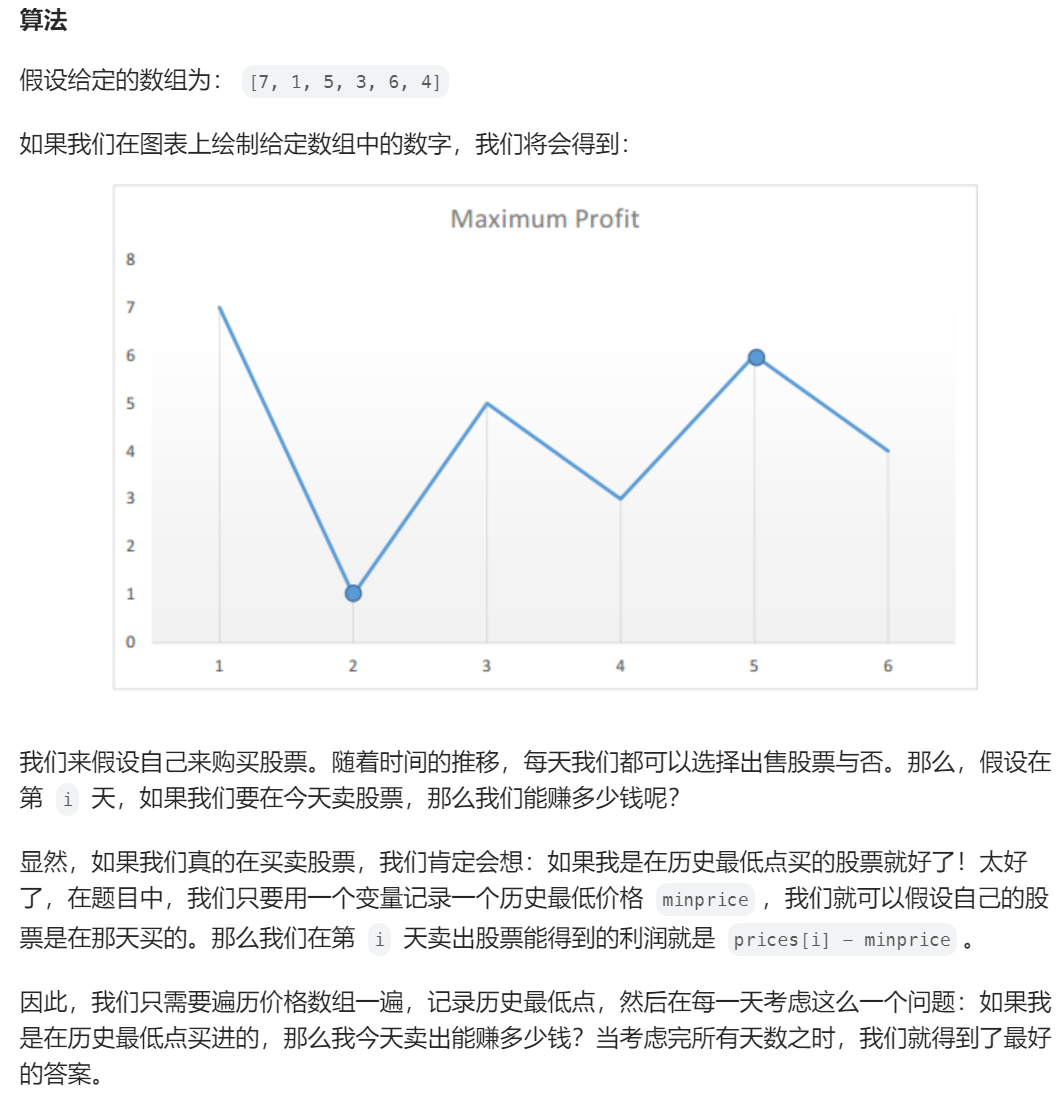 算法
假设给定的数组为： [7, 1, 5, 3, 6, 4]
如果我们在图表上绘制给定数组中的数字，我们将会得到：
Maximum Profit
8
7
6
5
4
3
2
1
0
1 2 3 4 5 6
我们来假设自己来购买股票。随着时间的推移，每天我们都可以选择出售股票与否。那么，假设在
第 i 天，如果我们要在今天卖股票，那么我们能赚多少钱呢？
显然，如果我们真的在买卖股票，我们肯定会想：如果我是在历史最低点买的股票就好了！太好
了，在题目中，我们只要用一个变量记录一个历史最低价格 minprice ，我们就可以假设自己的股
票是在那天买的。那么我们在第 i 天卖出股票能得到的利润就是 prices[i] − minprice 。
因此，我们只需要遍历价格数组一遍，记录历史最低点，然后在每一天考虑这么一个问题：如果我
是在历史最低点买进的，那么我今天卖出能赚多少钱？当考虑完所有天数之时，我们就得到了最好
的答案。